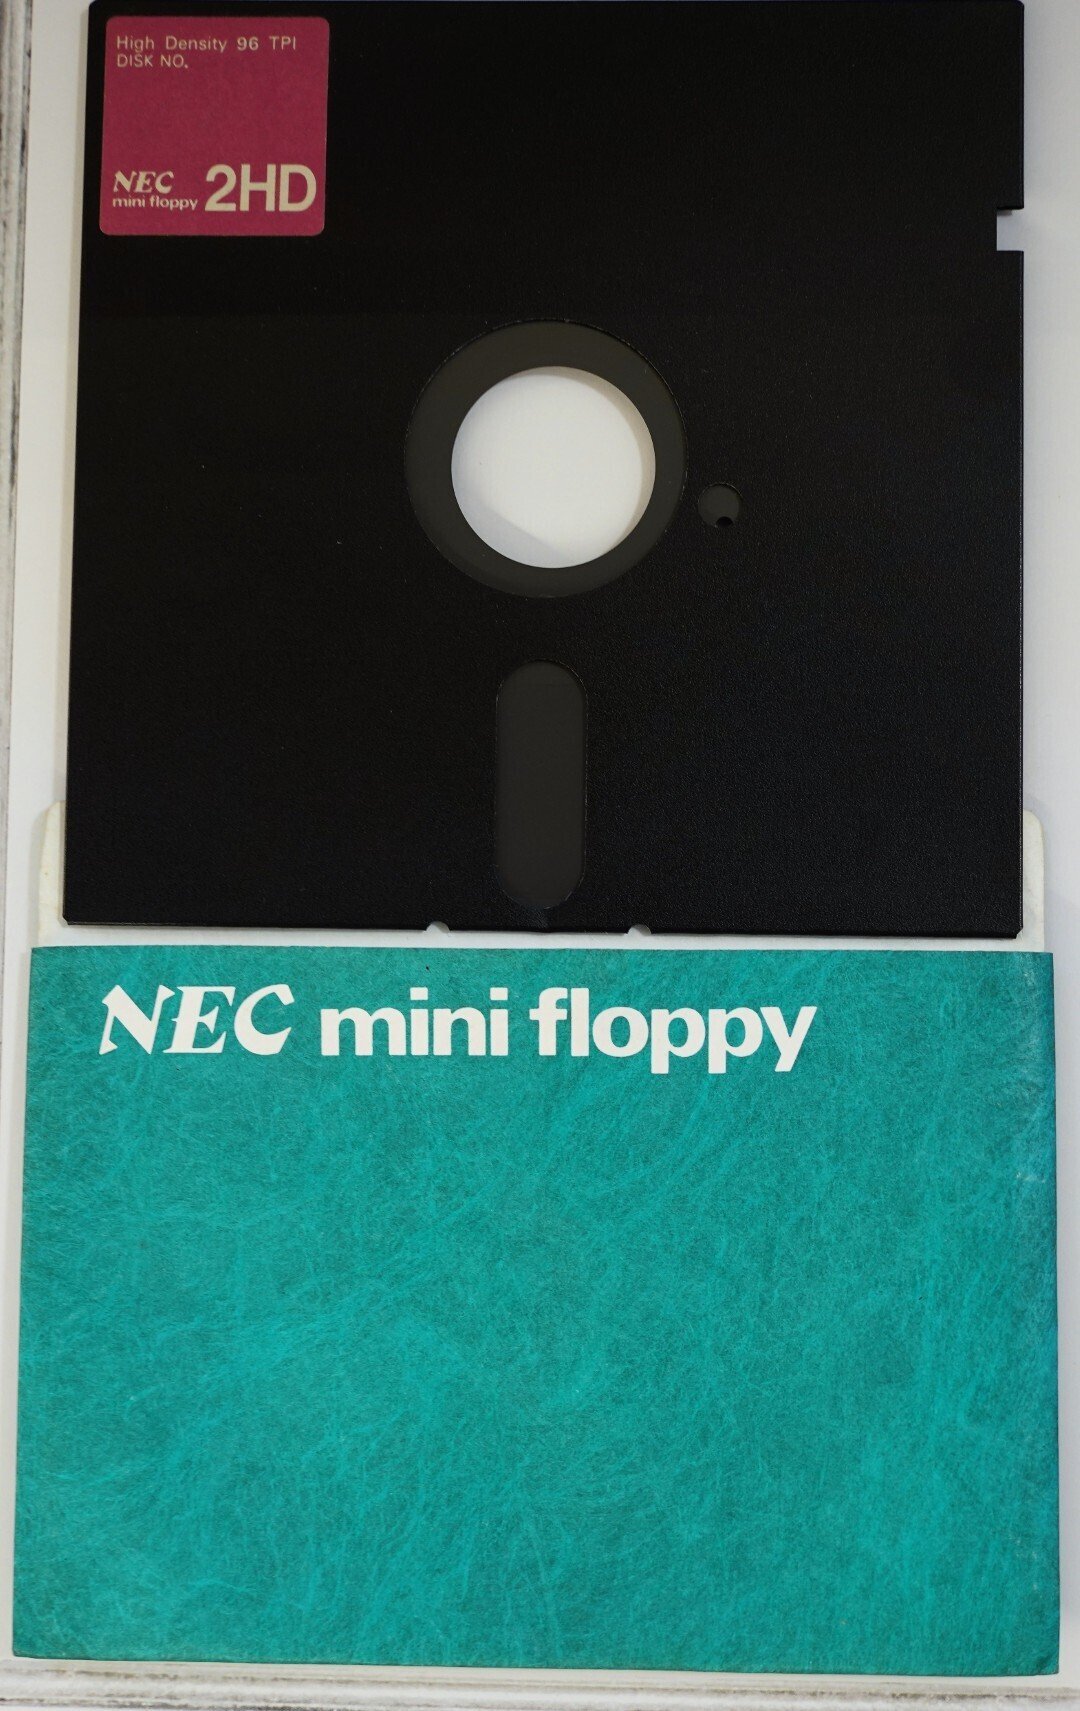 High Density 96 TPI
DISK NO.
NEC
mini floppy 2HD
NEC mini floppy